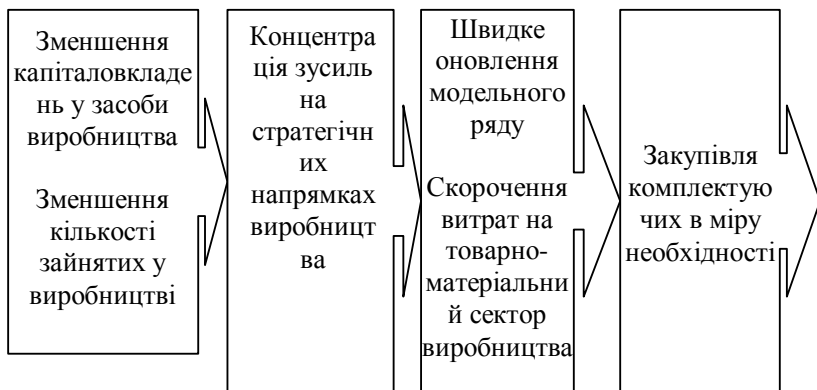 Зменшення
капіталовкладе
нь у засоби
виробництва
Зменшення
кількості
зайнятих у
виробництві
Концентра
ція зусиль
на
стратегічн
их
напрямках
виробницт
ва
Швидке
оновлення
модельного
ряду
Скорочення
витрат на
товарно-
матеріальни
й сектор
виробництва
Закупівля
комплектую
чих в міру
необхідності